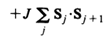 + J ∑_j S_j · S_{j+1}